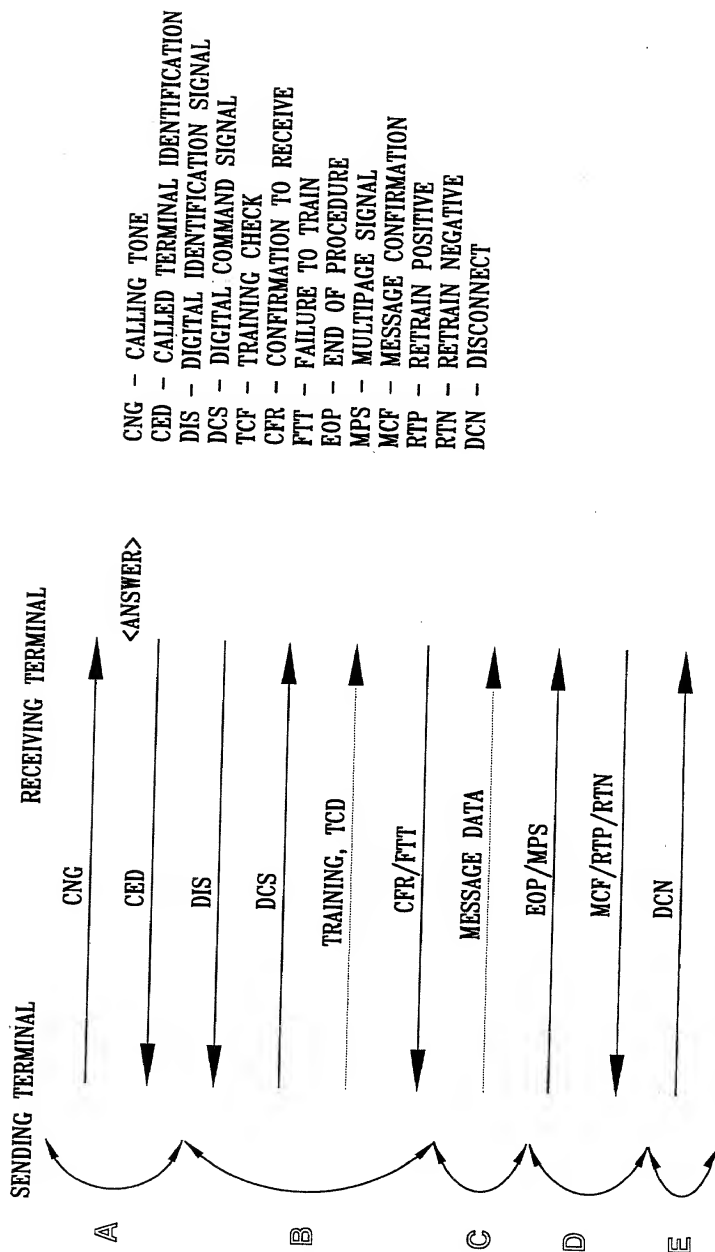 SENDING TERMINAL
RECEIVING TERMINAL
A
CNG
CED
<ANSWER>
B
DIS
DCS
TRAINING, TCD
CFR/FTT
C
MESSAGE DATA
D
EOP/MPS
MCF/RTP/RTN
E
DCN
CNG – CALLING TONE
CED – CALLED TERMINAL IDENTIFICATION
DIS – DIGITAL IDENTIFICATION SIGNAL
DCS – DIGITAL COMMAND SIGNAL
TCF – TRAINING CHECK
CFR – CONFIRMATION TO RECEIVE
FTT – FAILURE TO TRAIN
EOP – END OF PROCEDURE
MPS – MULTIPAGE SIGNAL
MCF – MESSAGE CONFIRMATION
RTP – RETRAIN POSITIVE
RTN – RETRAIN NEGATIVE
DCN – DISCONNECT